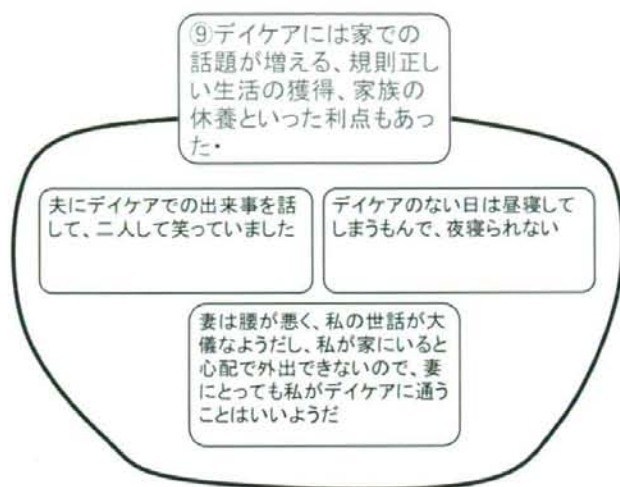 ⑨デイケアには家での
話題が増える、規則正し
い生活の獲得、家族の
休養といった利点もあっ
た・
夫にデイケアでの出来事を話
して、二人して笑っていました
デイケアのない日は昼寝して
しまうもんで、夜寝られない
妻は腰が悪く、私の世話が大
儀なようだし、私が家にいると
心配で外出できないので、妻
にとっても私がデイケアに通う
ことはいいようだ